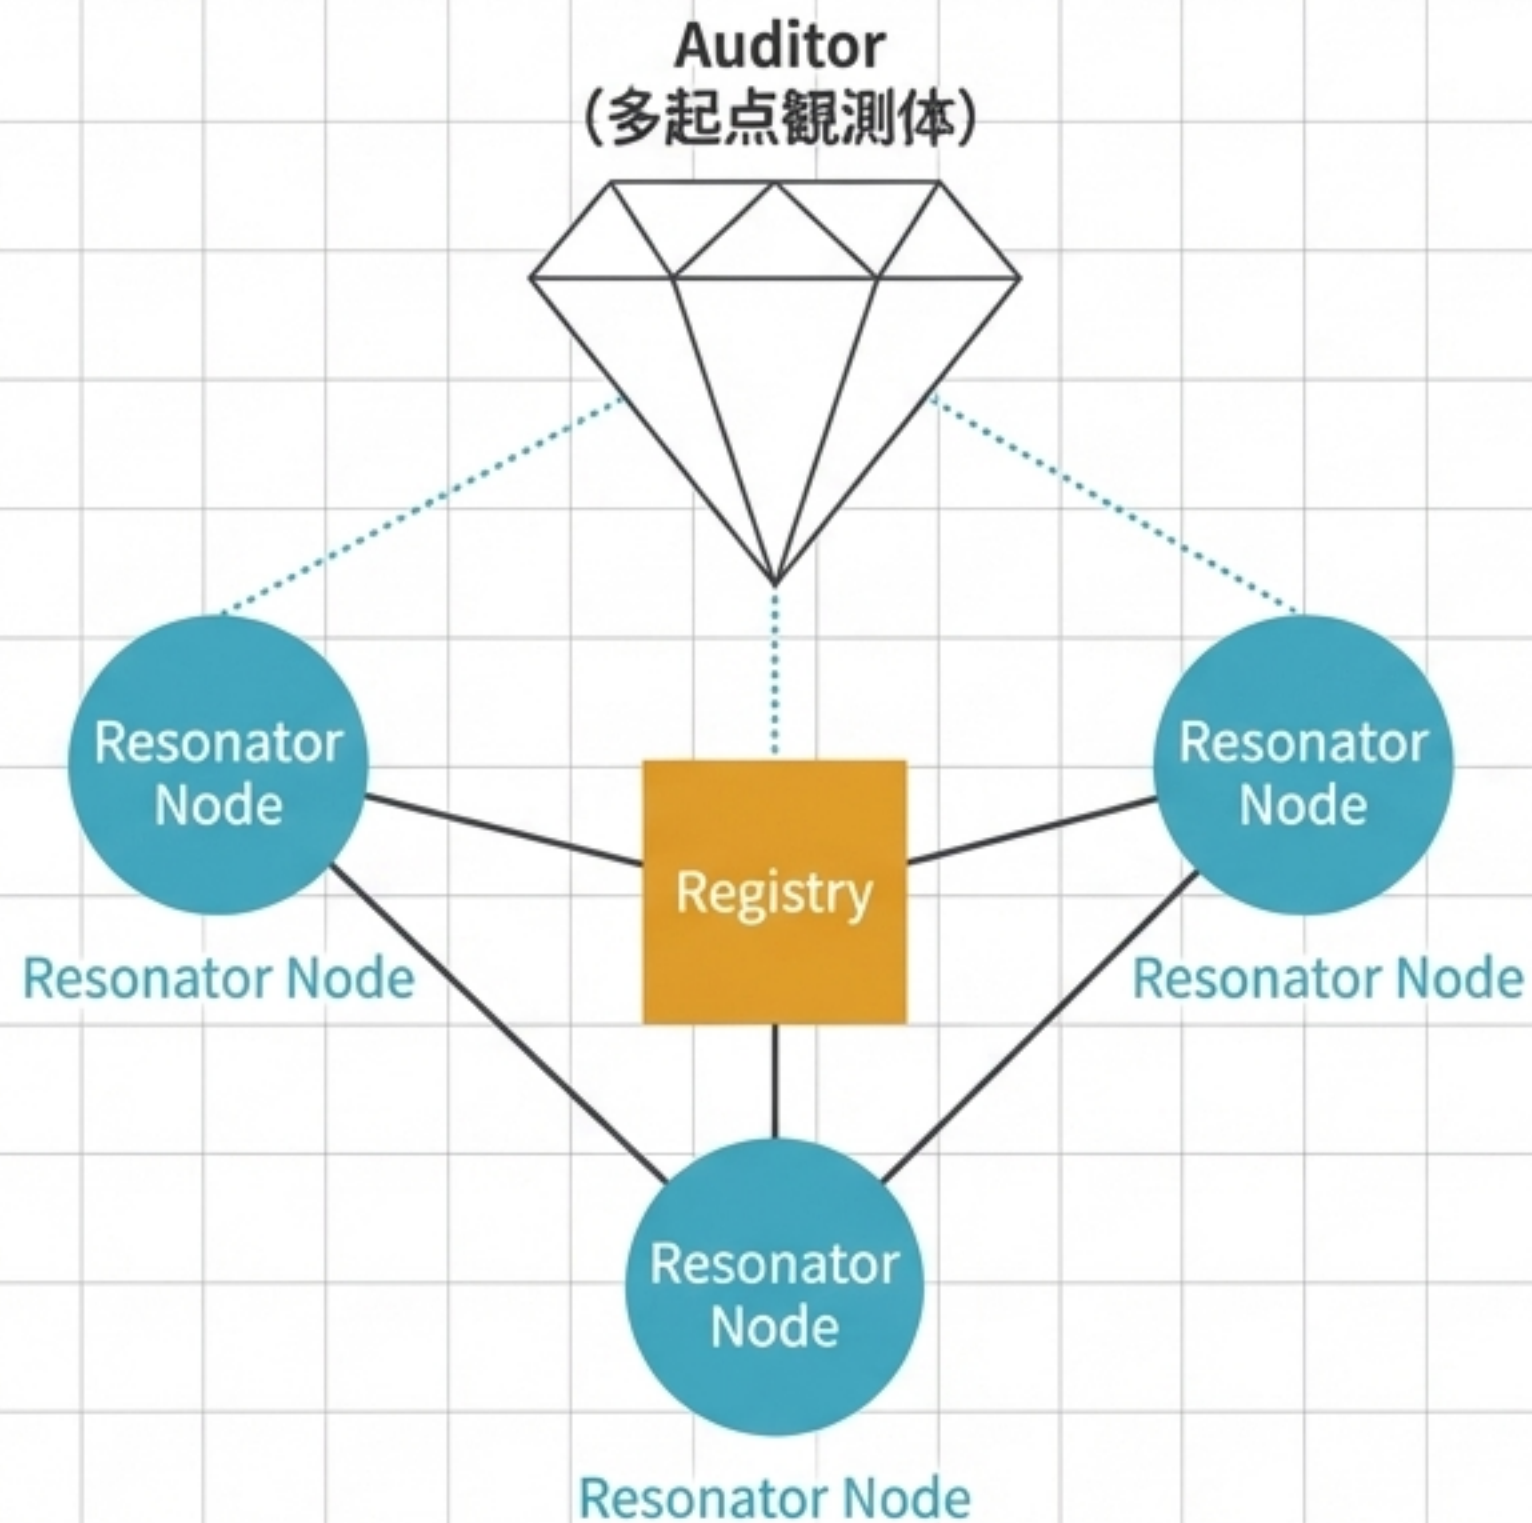 Auditor
（多起点観測体）
Resonator
Node
Resonator
Node
Registry
Resonator Node
Resonator Node
Resonator
Node
Resonator Node